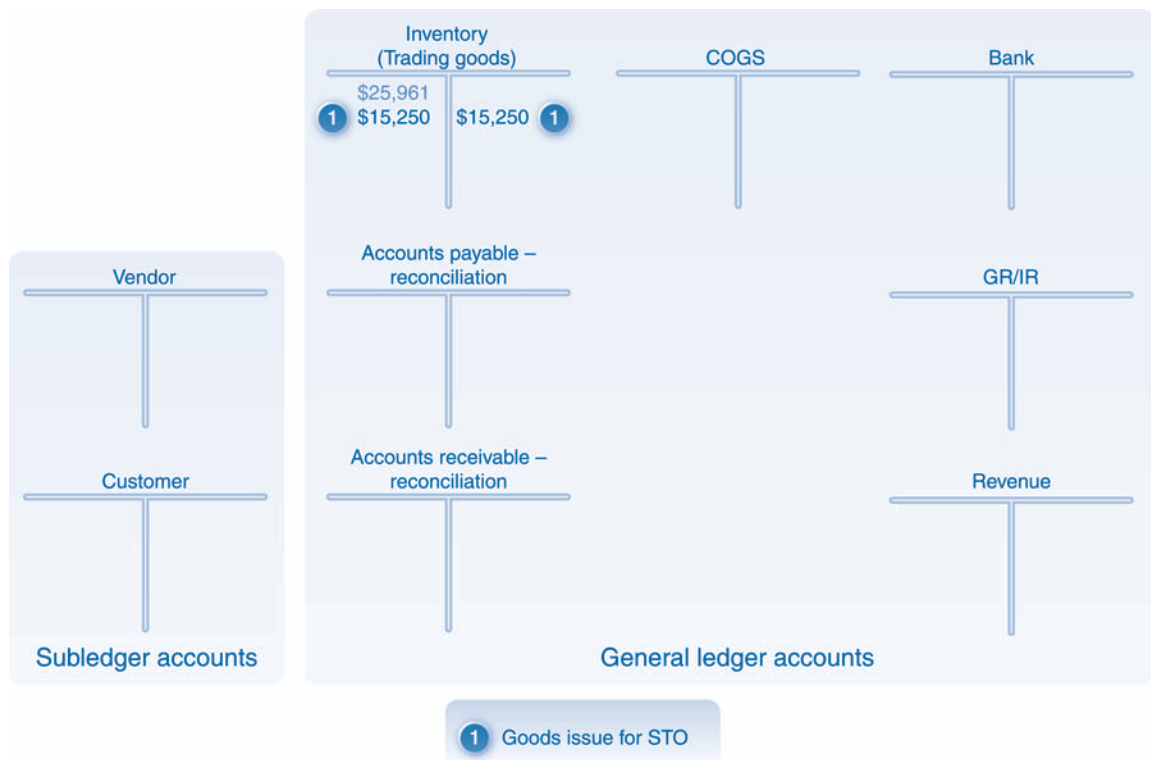 Inventory
(Trading goods)
COGS
Bank
$25,961
1 $15,250 $15,250 1
Accounts payable –
reconciliation
Vendor
GR/IR
Accounts receivable –
reconciliation
Customer
Revenue
Subledger accounts
General ledger accounts
1 Goods issue for STO